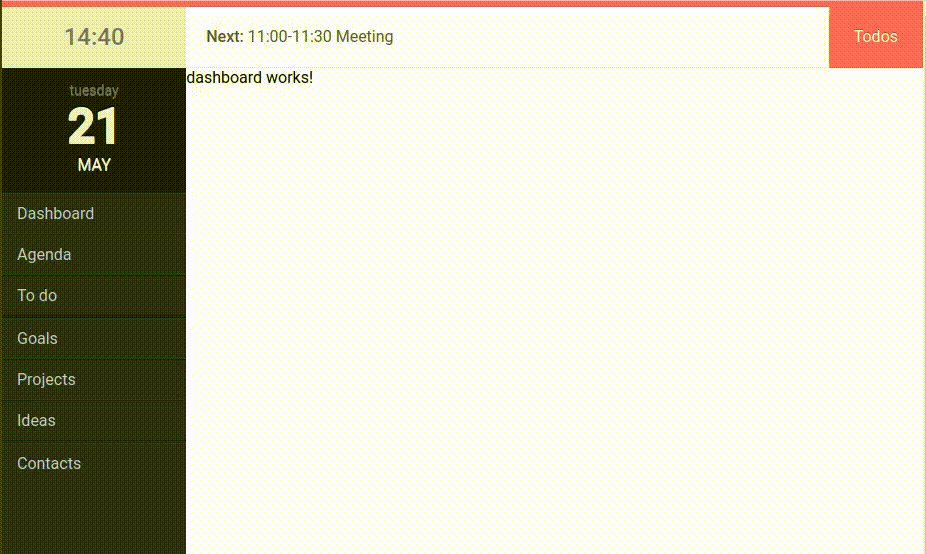 14:40
Next: 11:00-11:30 Meeting
Todos
dashboard works!
tuesday
21
MAY
Dashboard
Agenda
To do
Goals
Projects
Ideas
Contacts